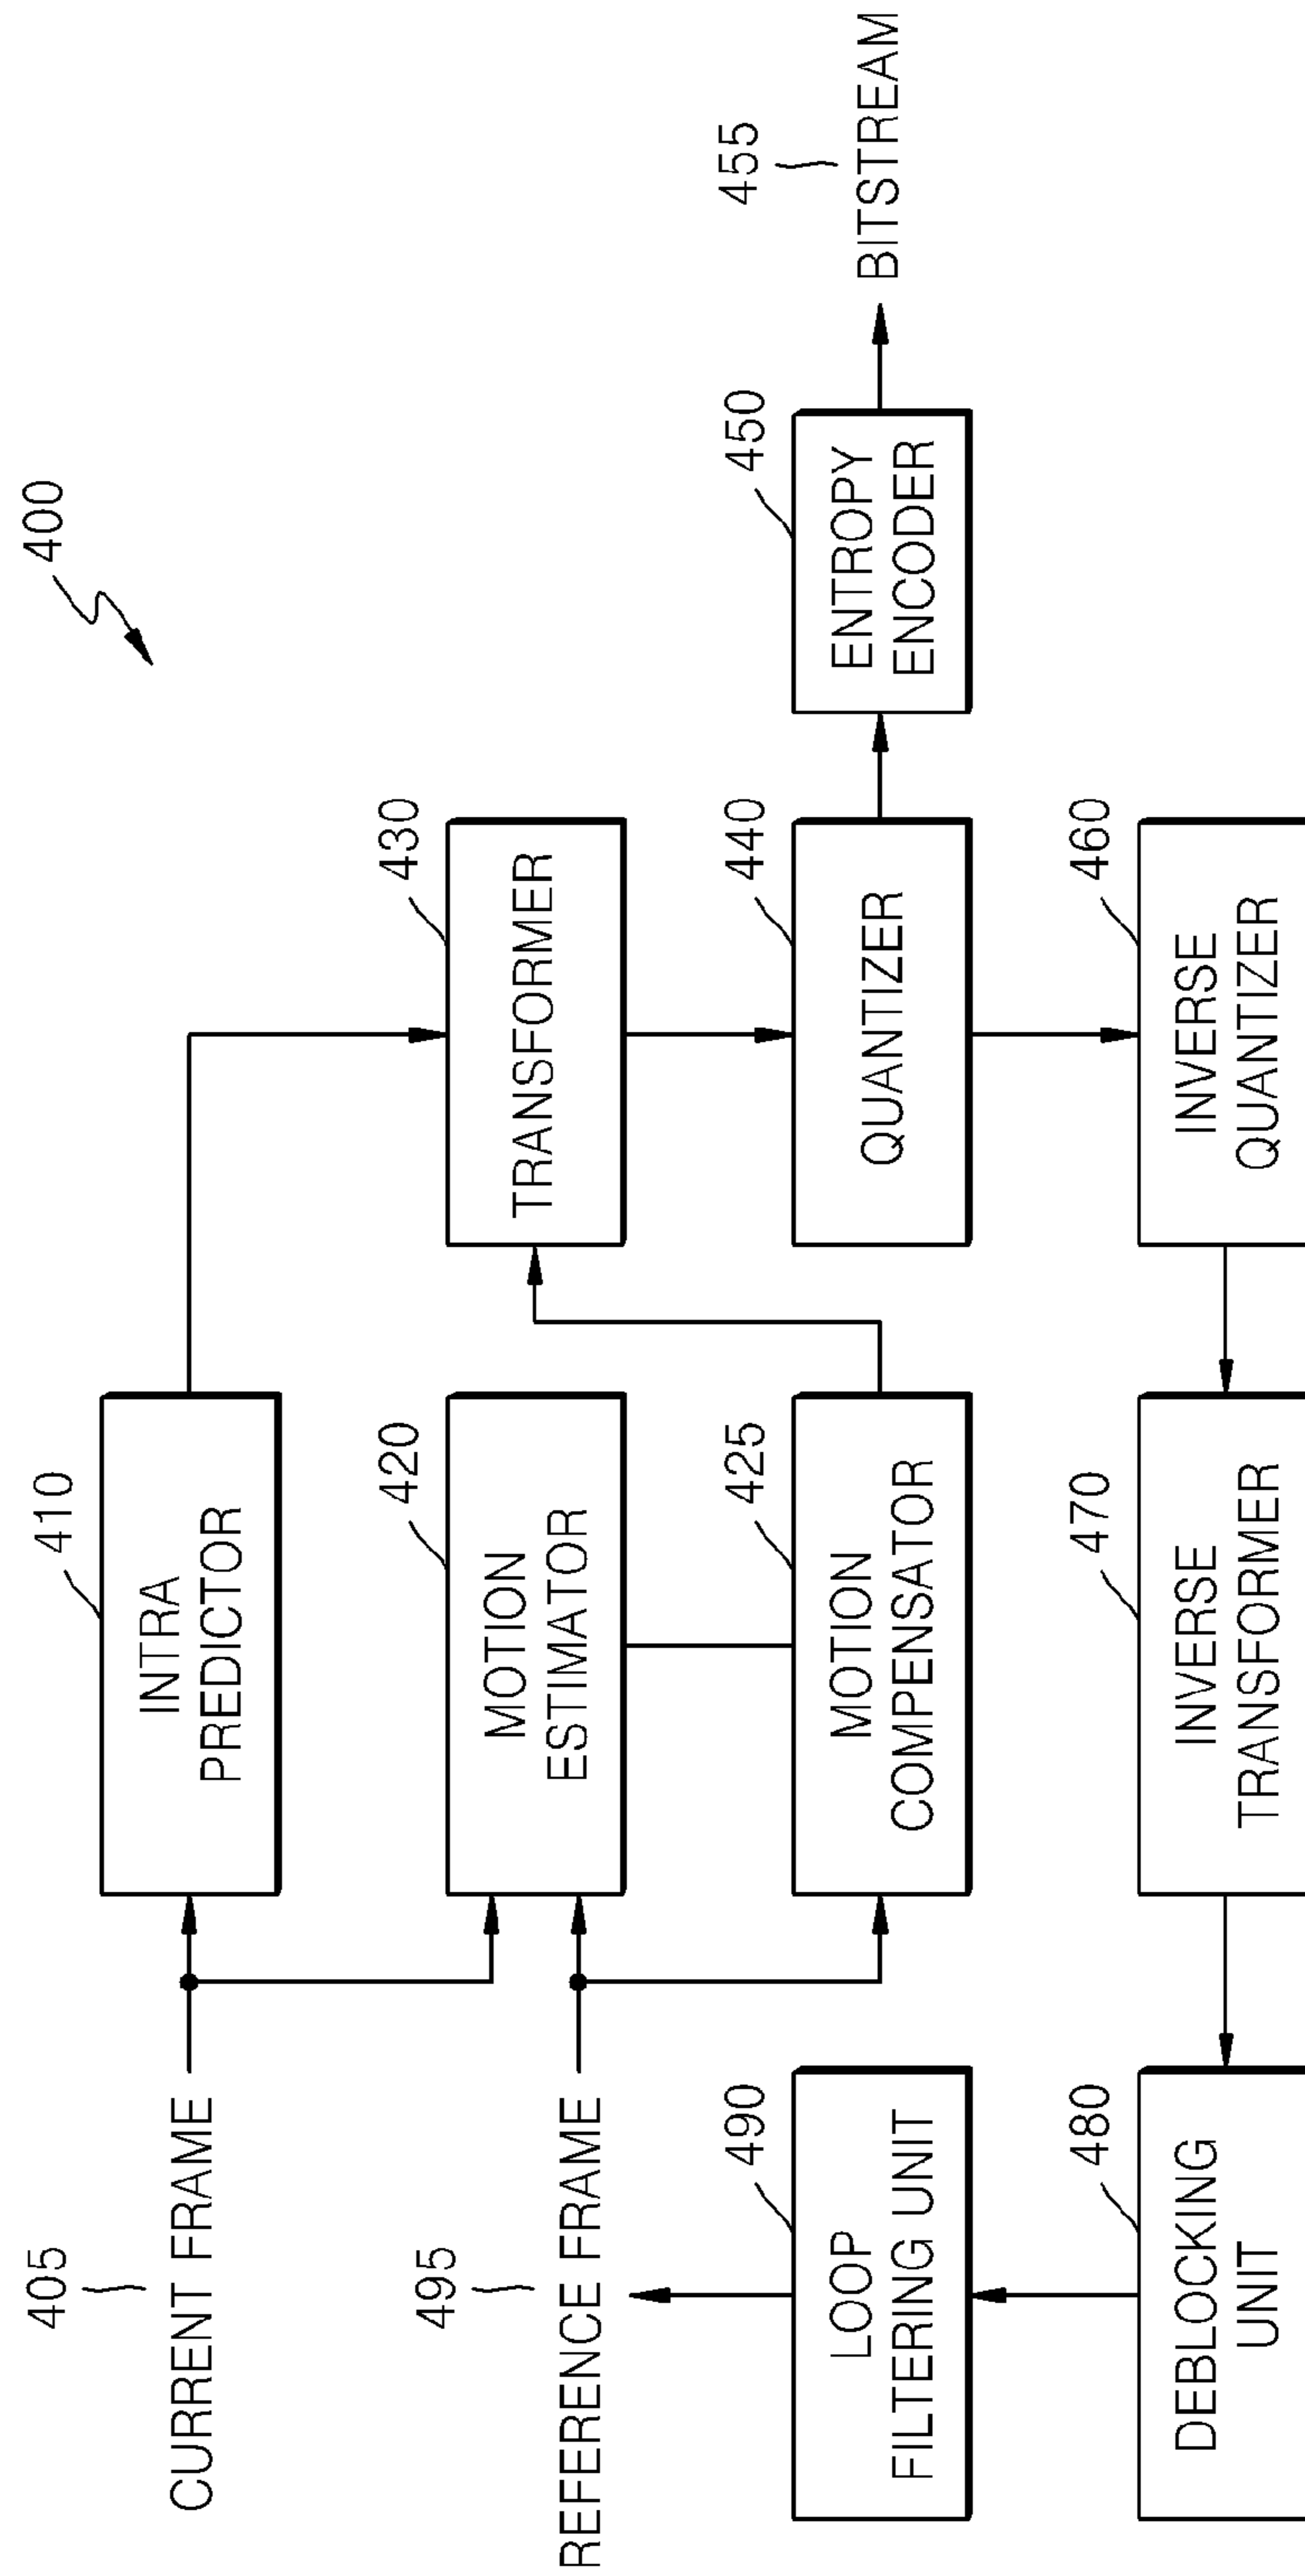 400
405
CURRENT FRAME
410
INTRA
PREDICTOR
495
REFERENCE FRAME
420
MOTION
ESTIMATOR
430
TRANSFORMER
490
LOOP
FILTERING UNIT
425
MOTION
COMPENSATOR
440
QUANTIZER
450
ENTROPY
ENCODER
455
BITSTREAM
480
DEBLOCKING
UNIT
470
INVERSE
TRANSFORMER
460
INVERSE
QUANTIZER